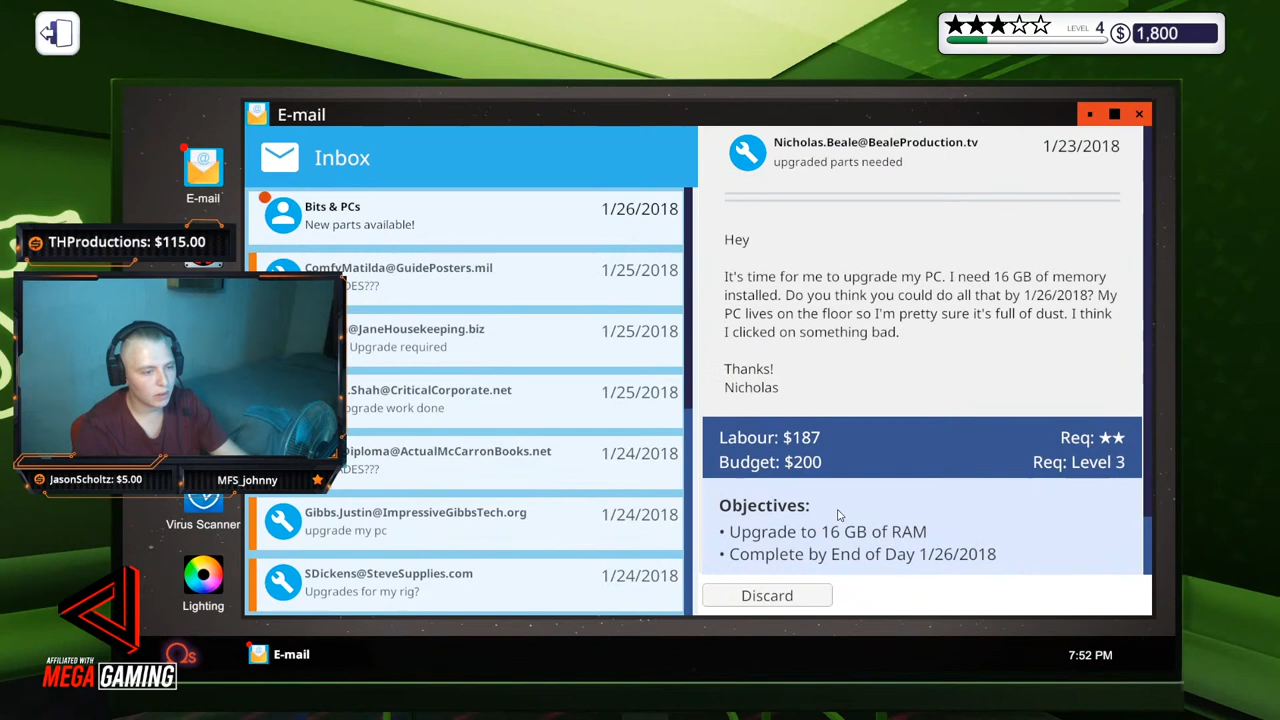 LEVEL 4 $ 1,800
E-mail
Inbox
Nicholas.Beale@BealeProduction.tv 1/23/2018
upgraded parts needed
E-mail
Bits & PCs 1/26/2018
New parts available!
THProductions: $115.00
ComfyMatilda@GuidePosters.mil 1/25/2018
DES???
@JaneHousekeeping.biz 1/25/2018
Upgrade required
.Shah@CriticalCorporate.net 1/25/2018
pgrade work done
Diploma@ActualMcCarronBooks.net 1/24/2018
DES???
JasonScholtz: $5.00 MFS_johnny
Gibbs.Justin@ImpressiveGibbsTech.org 1/24/2018
upgrade my pc
Virus Scanner
SDickens@SteveSupplies.com 1/24/2018
Upgrades for my rig?
Lighting
Hey
It's time for me to upgrade my PC. I need 16 GB of memory
installed. Do you think you could do all that by 1/26/2018? My
PC lives on the floor so I'm pretty sure it's full of dust. I think
I clicked on something bad.
Thanks!
Nicholas
Labour: $187 Req: ★★
Budget: $200 Req: Level 3
Objectives:
• Upgrade to 16 GB of RAM
• Complete by End of Day 1/26/2018
Discard
AFFILIATED WITH
MEGA GAMING
E-mail 7:52 PM